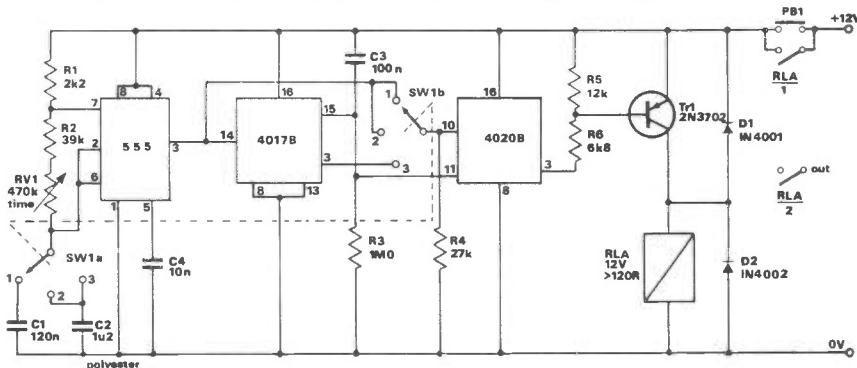 PB1
+12V
R1
2k2
C3
100n
RLA
1
8
4
16
SW1b
1
2
3
R5
12k
16
Tr1
2N3702
D1
IN4001
7
R2
39k
2
555
3
14
4017B
15
3
10
4020B
11
3
R6
6k8
RV1
470k
time
6
1
5
8
13
8
out
RLA
2
SW1a
1
2
3
C4
10n
R3
1M0
R4
27k
RLA
12V
>120R
D2
IN4002
C1
120n
C2
1u2
polyester
0V